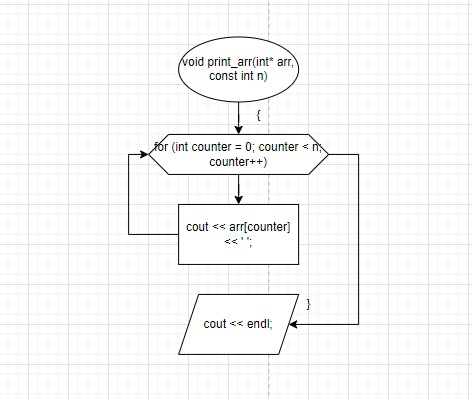 void print_arr(int* arr,
const int n)
{
for (int counter = 0; counter < n;
counter++)
cout << arr[counter]
<< ' ';
}
cout << endl;